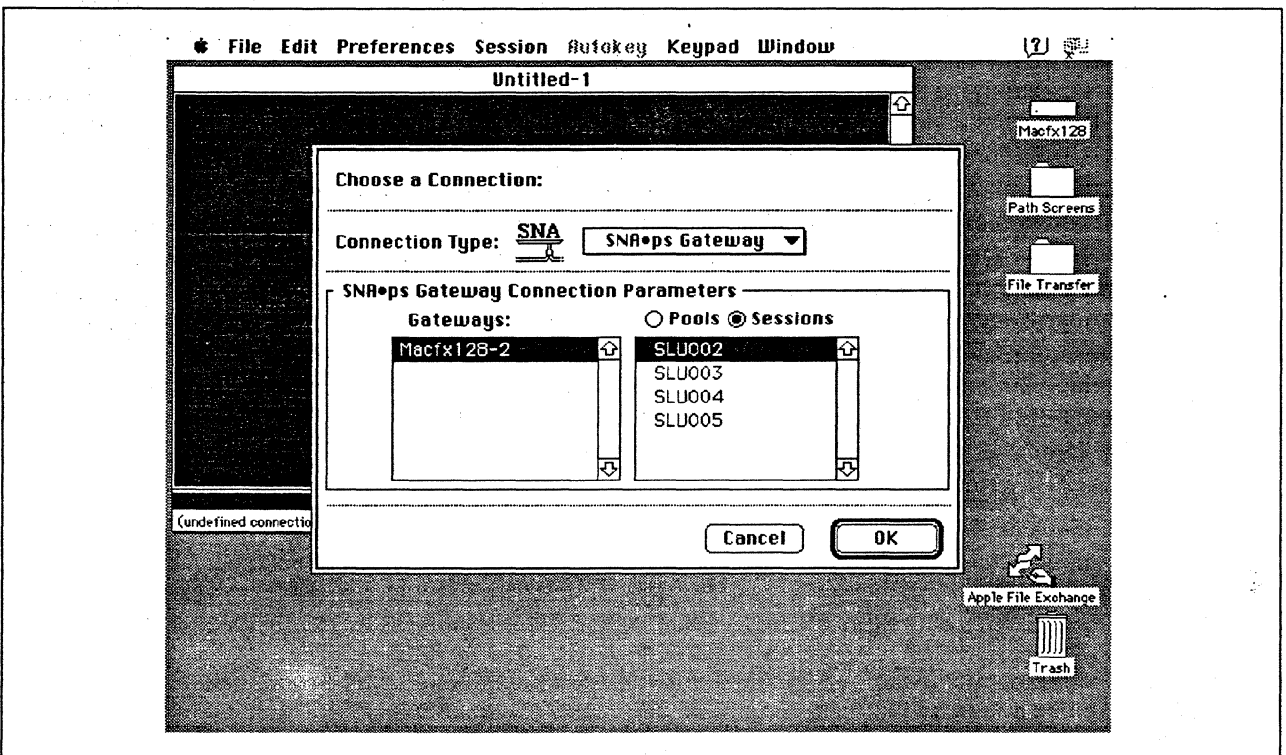 File Edit Preferences Session Autokey Keypad Window
Untitled-1
Macfx128
Path Screens
File Transfer
Choose a Connection:
Connection Type: SNA SNA•ps Gateway
SNA•ps Gateway Connection Parameters
Gateways: Pools Sessions
Macfx128-2
SLU002
SLU003
SLU004
SLU005
(undefined connectio
Cancel OK
Apple File Exchange
Trash